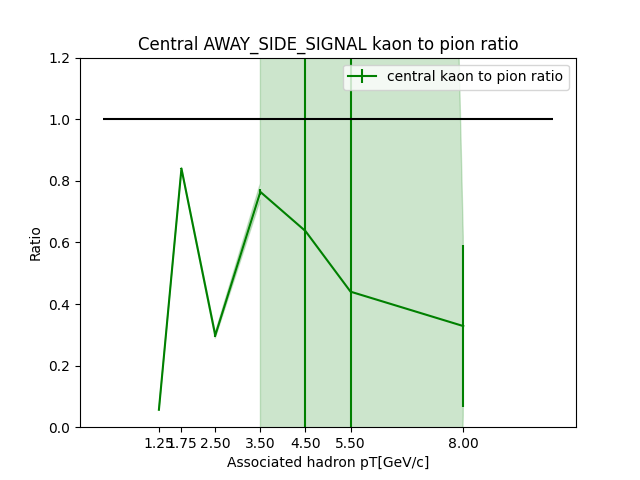 Central AWAY_SIDE_SIGNAL kaon to pion ratio
central kaon to pion ratio
1.2
1.0
0.8
0.6
0.4
0.2
0.0
Ratio
1.25 1.75 2.50 3.50 4.50 5.50 8.00
Associated hadron pT[GeV/c]